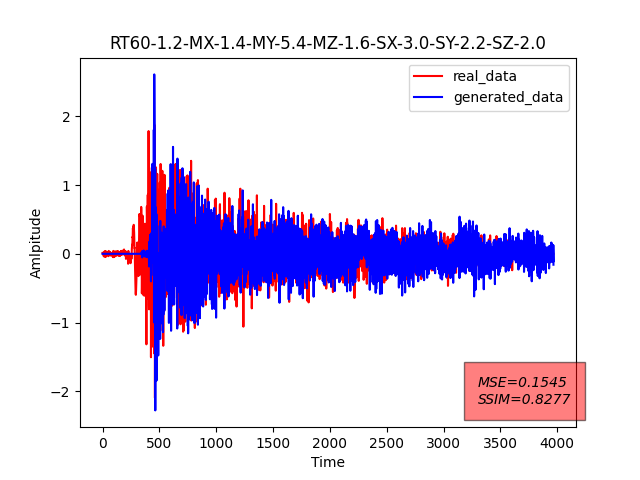 RT60-1.2-MX-1.4-MY-5.4-MZ-1.6-SX-3.0-SY-2.2-SZ-2.0
real_data
generated_data
2
1
0
−1
−2
Amlpitude
MSE=0.1545
SSIM=0.8277
0 500 1000 1500 2000 2500 3000 3500 4000
Time